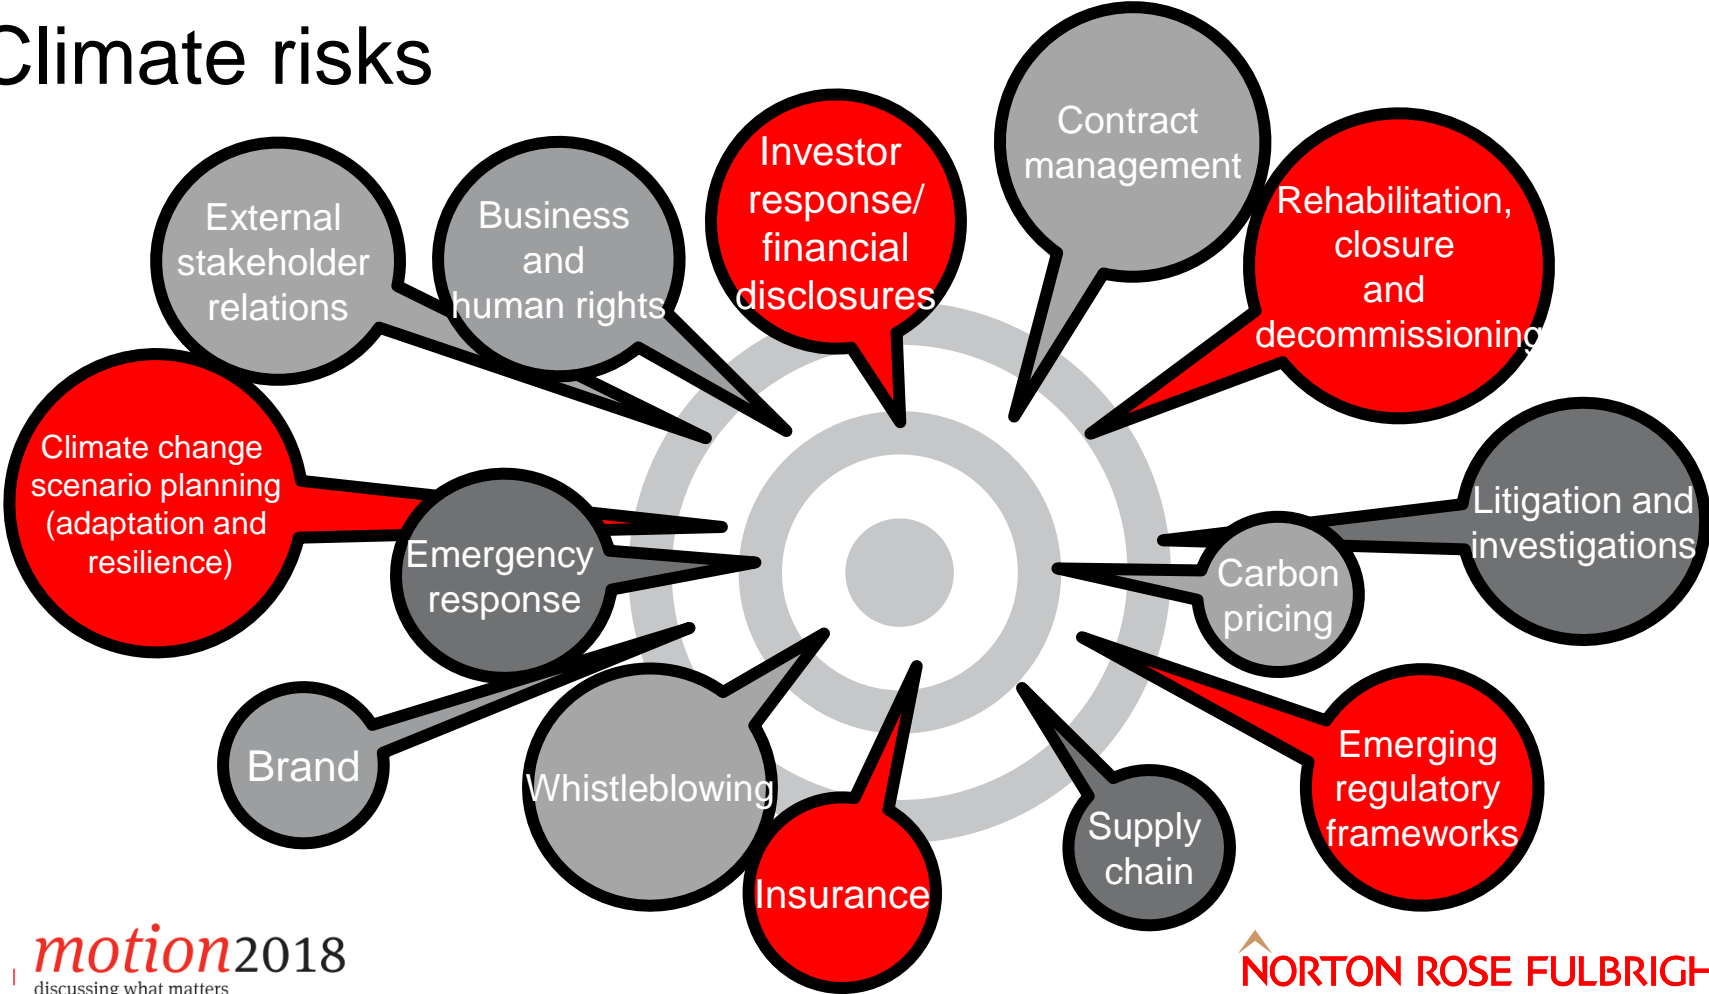 Climate risks
External
stakeholder
relations
Business
and
human rights
Investor
response/
financial
disclosures
Contract
management
Rehabilitation,
closure
and
decommissioning
Climate change
scenario planning
(adaptation and
resilience)
Emergency
response
Litigation and
investigations
Carbon
pricing
Brand
Whistleblowing
Insurance
Supply
chain
Emerging
regulatory
frameworks
motion2018
discussing what matters
NORTON ROSE FULBRIGH